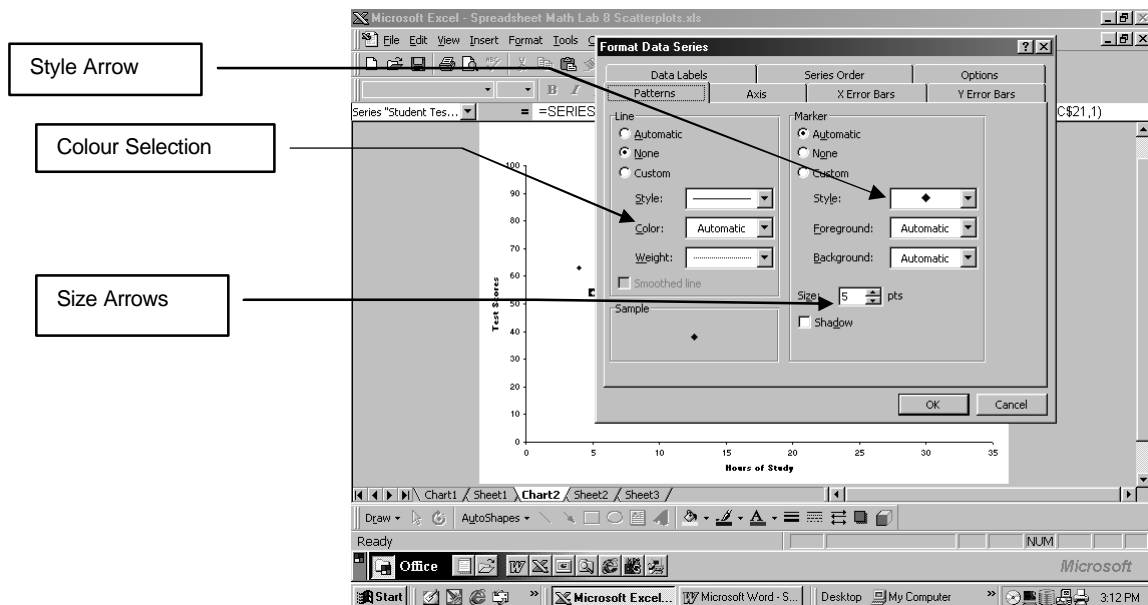 Style Arrow
Colour Selection
Size Arrows
Microsoft Excel - Spreadsheet Math Lab 8 Scatterplots.xls
File Edit View Insert Format Tools
Series "Student Tes... = =SERIES
C$21,1)
Format Data Series
Data Labels Series Order Options
Patterns Axis X Error Bars Y Error Bars
Line
Automatic
None
Custom
Style:
Color: Automatic
Weight:
Smoothed line
Sample
Marker
Automatic
None
Custom
Style:
Foreground: Automatic
Background: Automatic
Size: 5 pts
Shadow
OK Cancel
100
90
80
70
60
50
40
30
20
10
0
Test Scores
0 5 10 15 20 25 30 35
Hours of Study
Chart1 Sheet1 Chart2 Sheet2 Sheet3
Draw AutoShapes
Ready NUM
Office Microsoft
Start » Microsoft Excel... Microsoft Word - S... Desktop My Computer » 3:12 PM